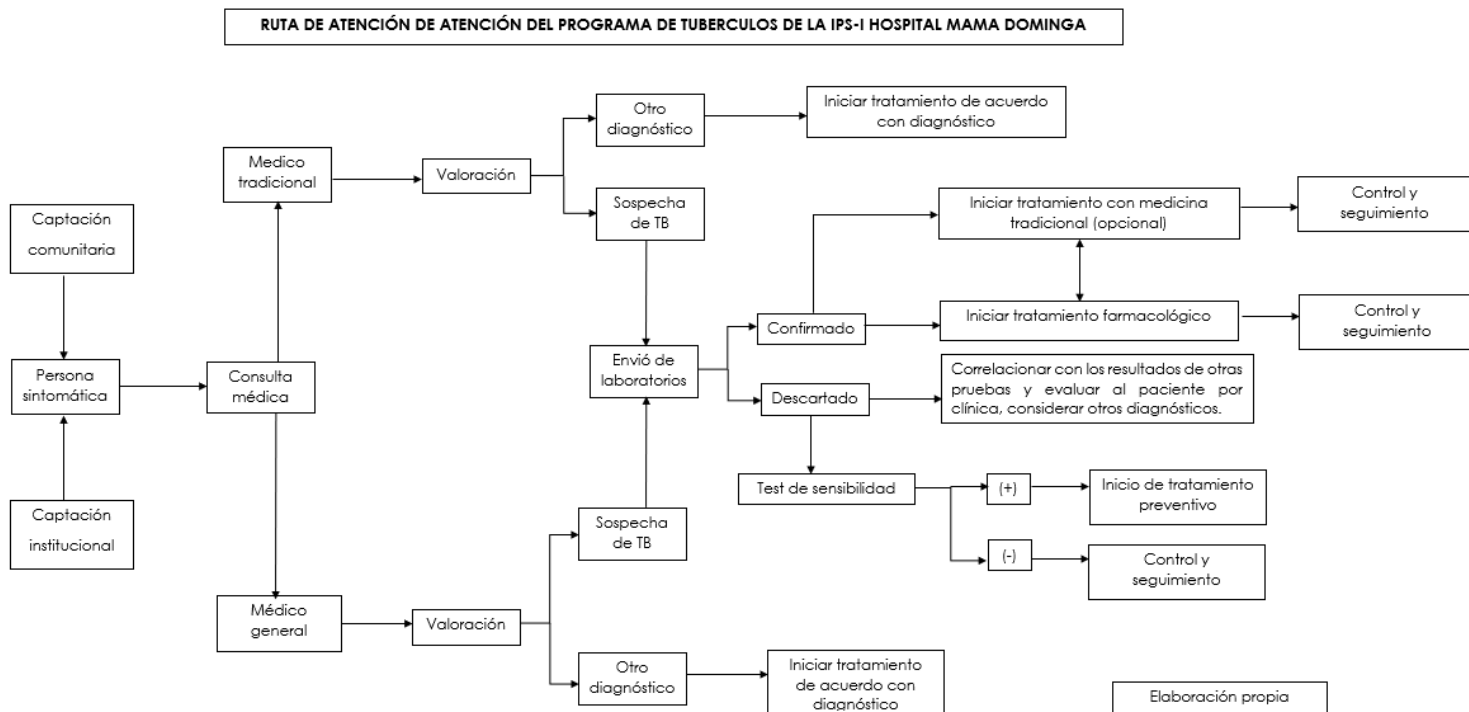 RUTA DE ATENCIÓN DE ATENCIÓN DEL PROGRAMA DE TUBERCULOS DE LA IPS-I HOSPITAL MAMA DOMINGA
Otro
diagnóstico
Iniciar tratamiento de acuerdo
con diagnóstico
Medico
tradicional
Valoración
Sospecha
de TB
Captación
comunitaria
Iniciar tratamiento con medicina
tradicional (opcional)
Control y
seguimiento
Confirmado
Iniciar tratamiento farmacológico
Control y
seguimiento
Persona
sintomática
Consulta
médica
Envió de
laboratorios
Descartado
Correlacionar con los resultados de otras
pruebas y evaluar al paciente por
clínica, considerar otros diagnósticos.
Test de sensibilidad
(+)
Inicio de tratamiento
preventivo
(-)
Control y
seguimiento
Captación
institucional
Sospecha
de TB
Médico
general
Valoración
Otro
diagnóstico
Iniciar tratamiento
de acuerdo con
diagnóstico
Elaboración propia